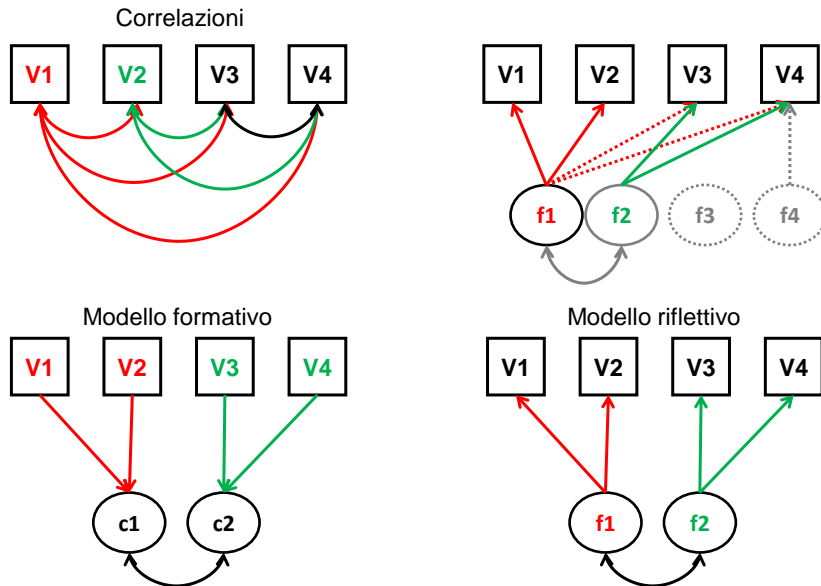 Correlazioni
V1 V2 V3 V4
V1 V2 V3 V4
f1 f2 f3 f4
Modello formativo
V1 V2 V3 V4
c1 c2
Modello riflettivo
V1 V2 V3 V4
f1 f2